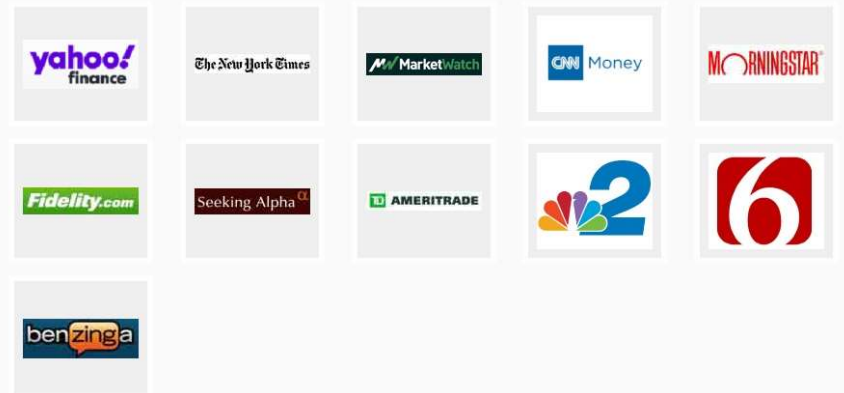 yahoo!
finance
The New York Times
MarketWatch
CNN Money
MORNINGSTAR®
Fidelity.com
Seeking Alpha α
TD AMERITRADE
2
6
benzinga